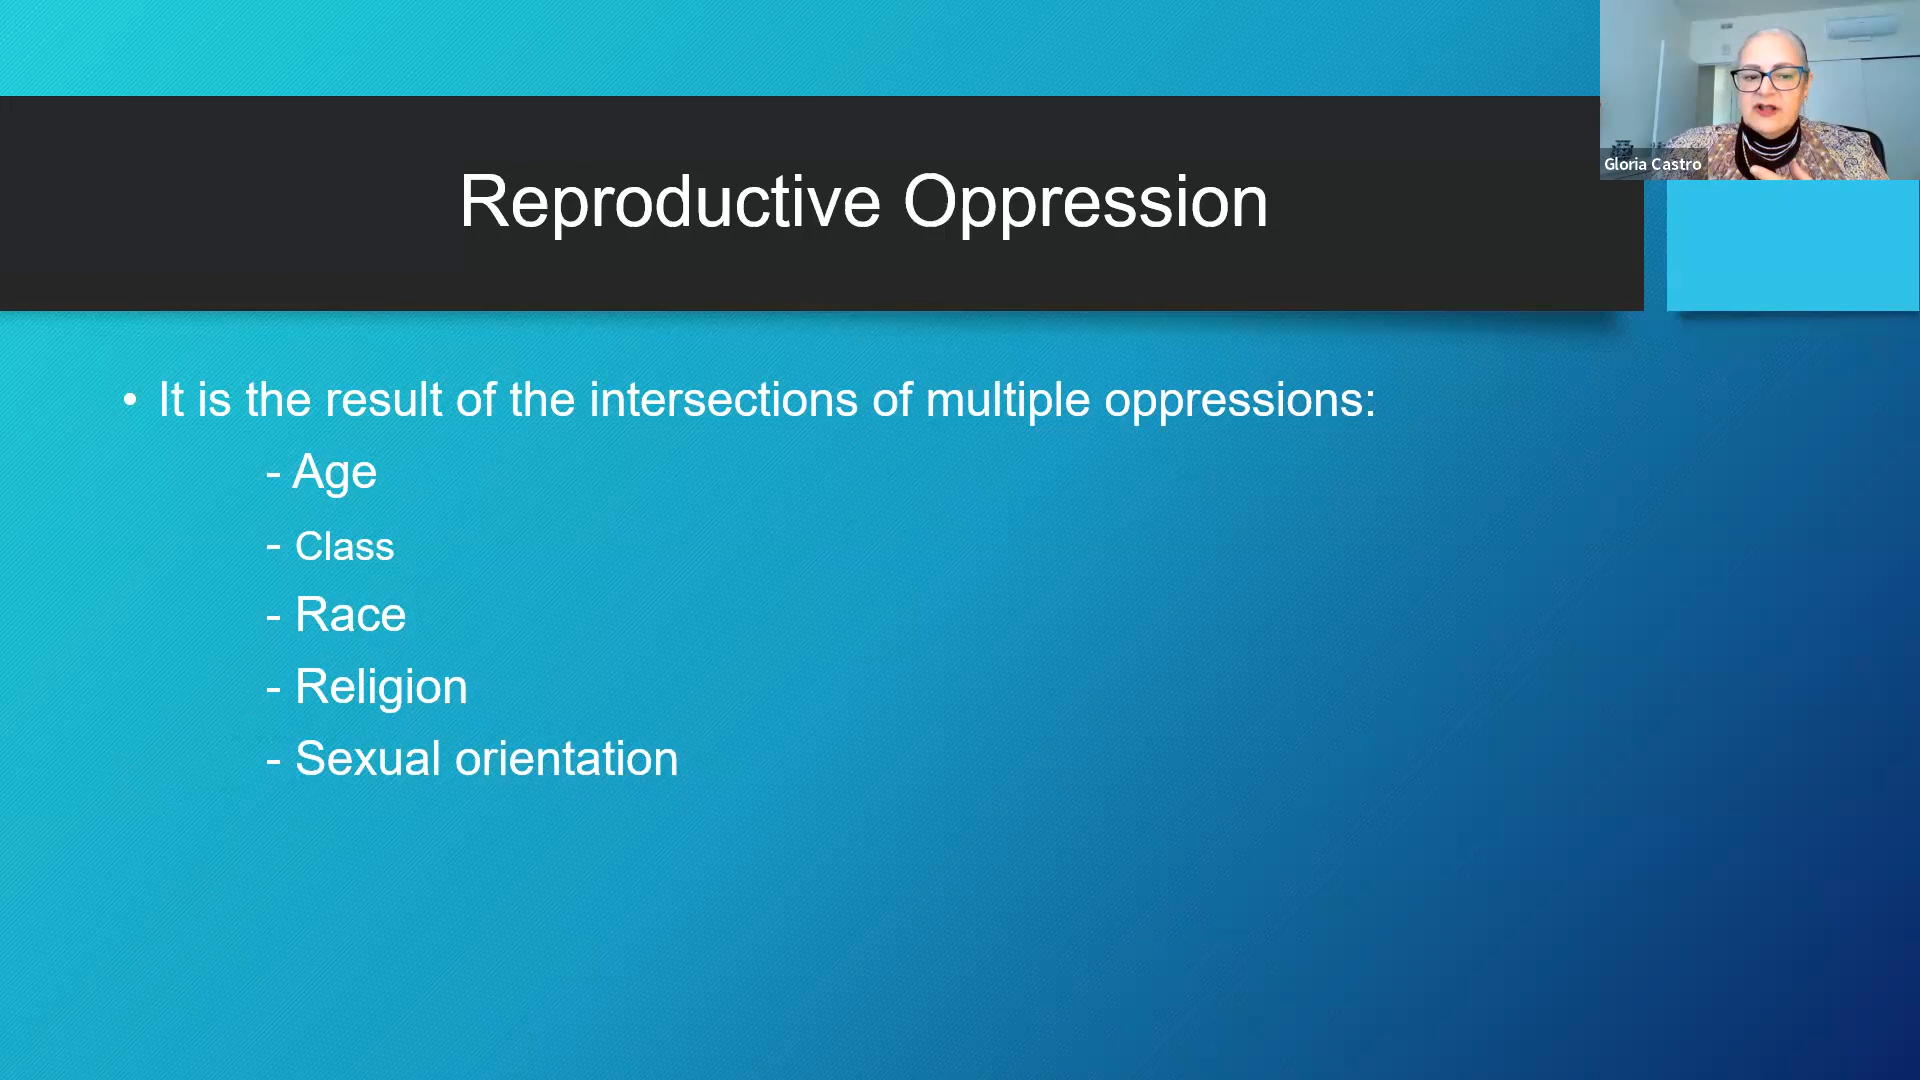 Gloria Castro
Reproductive Oppression
• It is the result of the intersections of multiple oppressions:
- Age
- Class
- Race
- Religion
- Sexual orientation